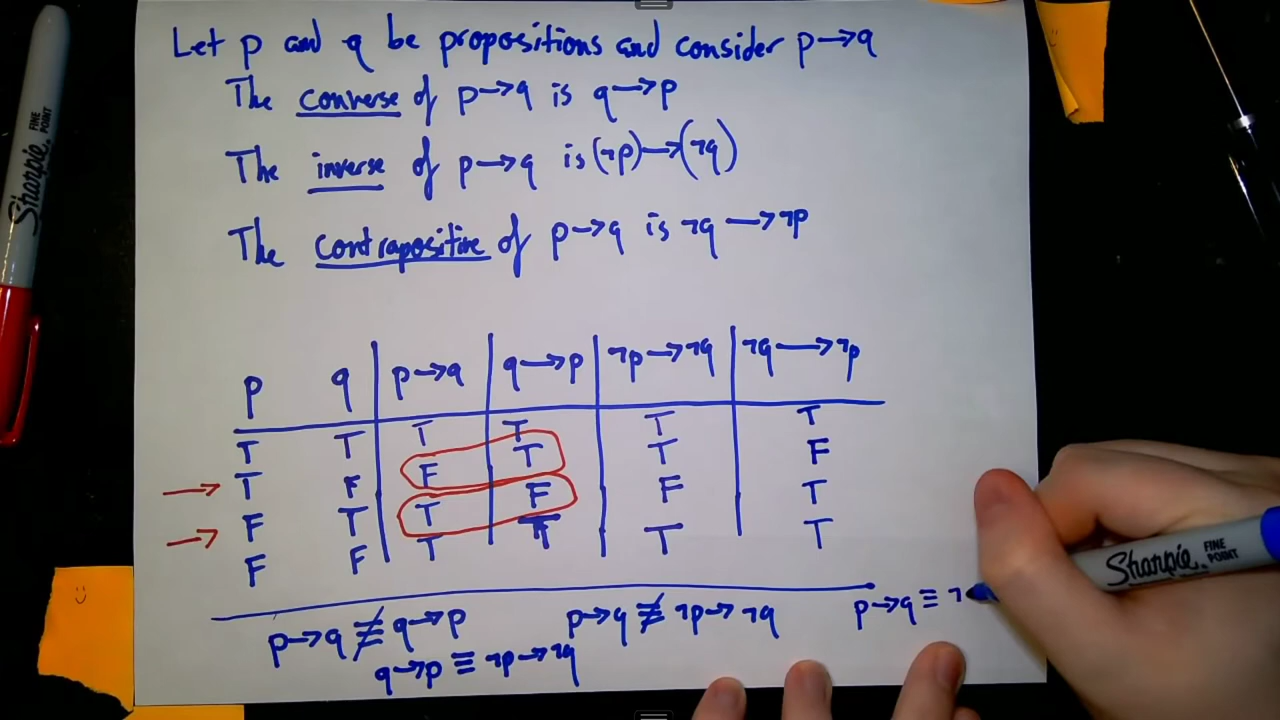 Let p and q be propositions and consider p→q
The converse of p→q is q→p
The inverse of p→q is (¬p)→(¬q)
The contrapositive of p→q is ¬q→¬p
p q p→q q→p ¬p→¬q ¬q→¬p
T T T T T T
T F F T T F
F T T F F T
F F T T T T
p→q ≢ q→p p→q ≢ ¬p→¬q p→q ≡ ¬
q→p ≡ ¬p→¬q
Sharpie. FINE POINT
Sharpie. FINE POINT